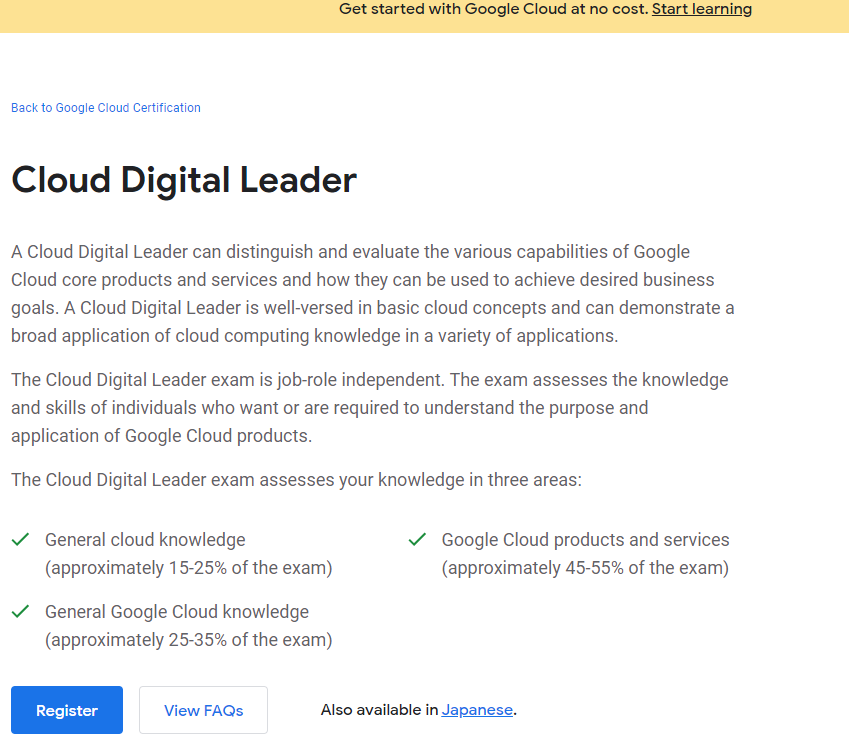 Get started with Google Cloud at no cost. Start learning
Back to Google Cloud Certification
Cloud Digital Leader
A Cloud Digital Leader can distinguish and evaluate the various capabilities of Google
Cloud core products and services and how they can be used to achieve desired business
goals. A Cloud Digital Leader is well-versed in basic cloud concepts and can demonstrate a
broad application of cloud computing knowledge in a variety of applications.
The Cloud Digital Leader exam is job-role independent. The exam assesses the knowledge
and skills of individuals who want or are required to understand the purpose and
application of Google Cloud products.
The Cloud Digital Leader exam assesses your knowledge in three areas:
General cloud knowledge
(approximately 15-25% of the exam)
General Google Cloud knowledge
(approximately 25-35% of the exam)
Google Cloud products and services
(approximately 45-55% of the exam)
Register
View FAQs
Also available in Japanese.